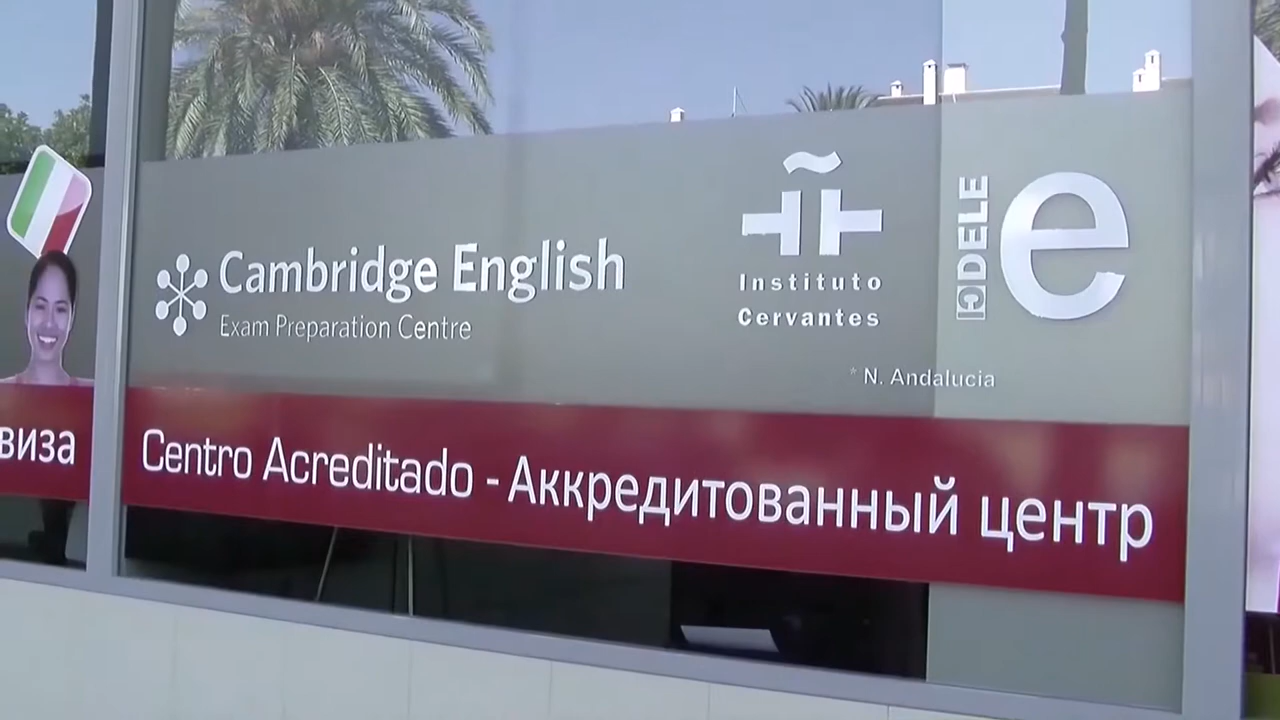 Cambridge English
Exam Preparation Centre
Instituto
Cervantes
DELE
e
* N. Andalucia
виза
Centro Acreditado - Аккредитованный центр